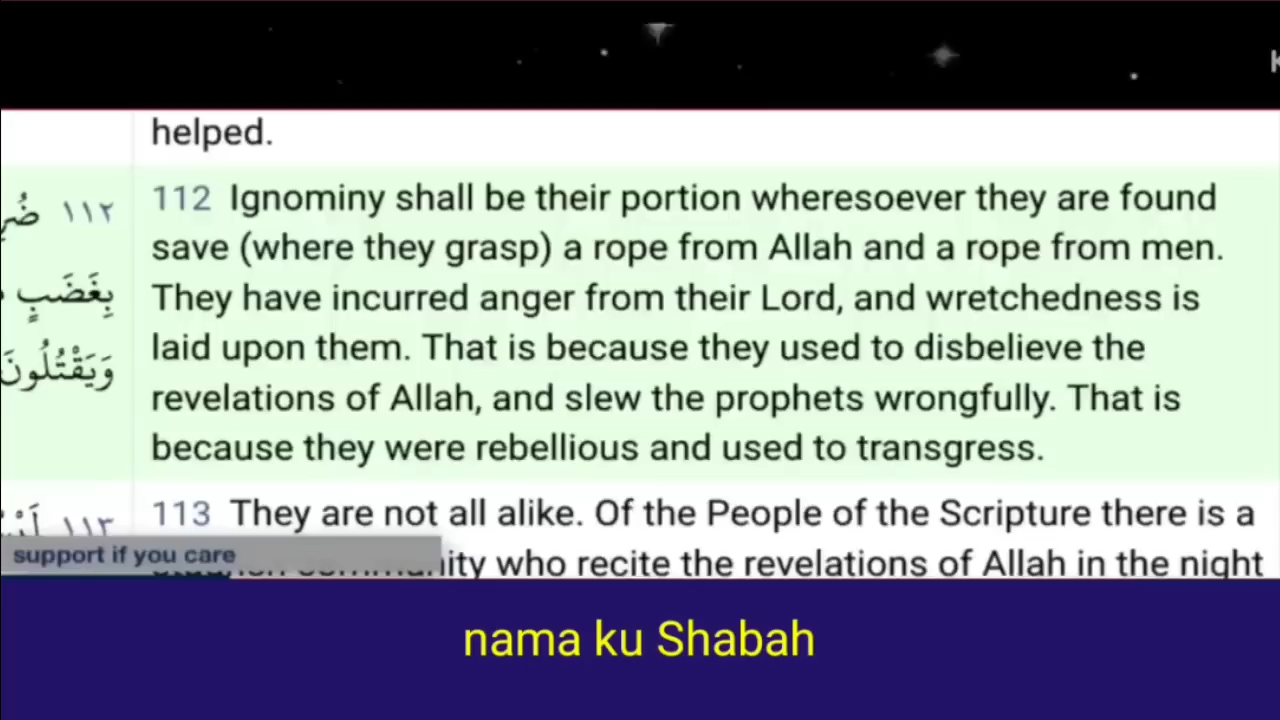 helped.
١١٢
112 Ignominy shall be their portion wheresoever they are found
save (where they grasp) a rope from Allah and a rope from men.
بِغَضَبٍ
They have incurred anger from their Lord, and wretchedness is
laid upon them. That is because they used to disbelieve the
وَيَقْتُلُونَ
revelations of Allah, and slew the prophets wrongfully. That is
because they were rebellious and used to transgress.
١١٣
113 They are not all alike. Of the People of the Scripture there is a
support if you care
who recite the revelations of Allah in the night
nama ku Shabah